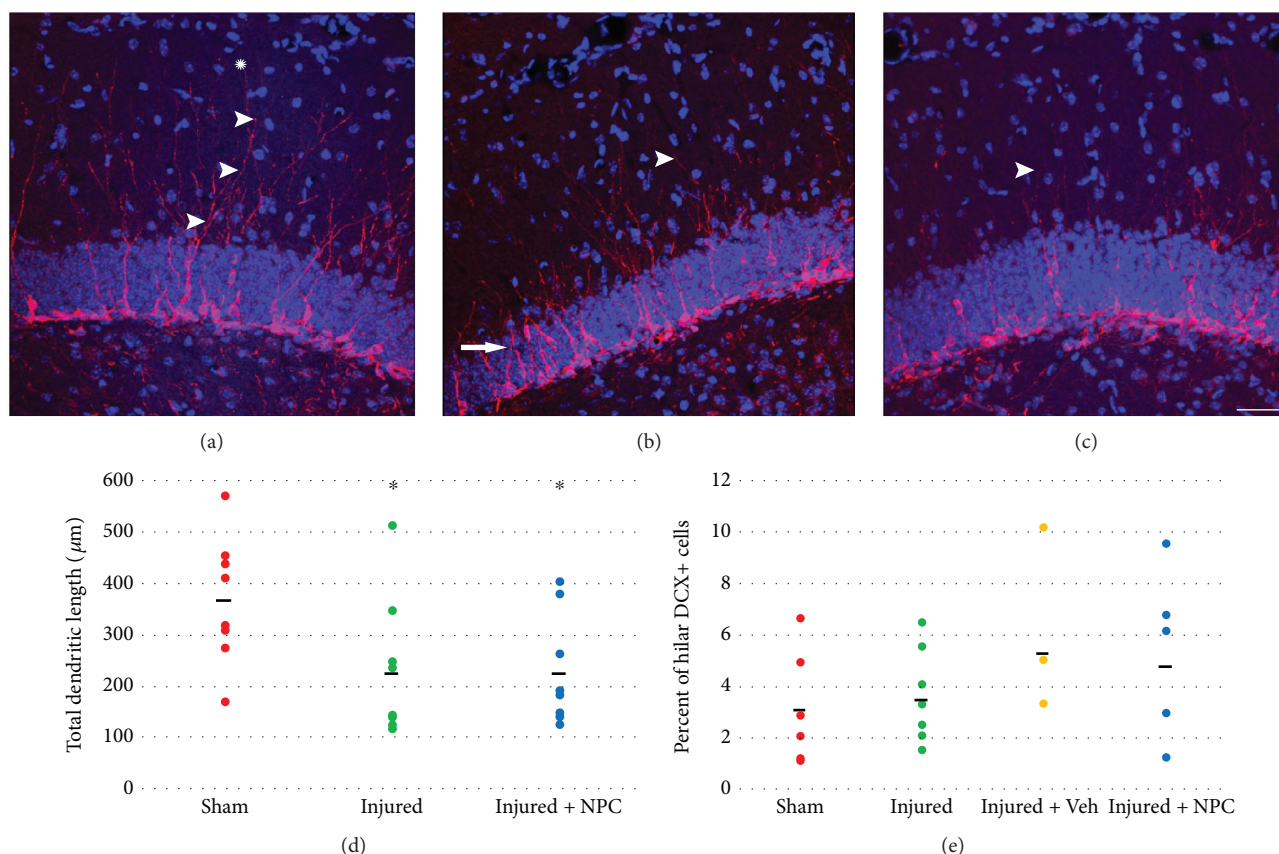 (a)
(b)
(c)
Total dendritic length (μm)
600
500
400
300
200
100
0
*
*
Sham
Injured
Injured + NPC
(d)
Percent of hilar DCX+ cells
12
10
8
6
4
2
0
Sham
Injured
Injured + Veh
Injured + NPC
(e)